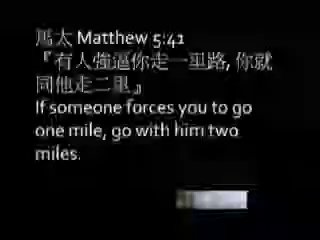 馬太 Matthew 5:41
『有人強逼你走一里路, 你就
同他走二里』
If someone forces you to go
one mile, go with him two
miles.